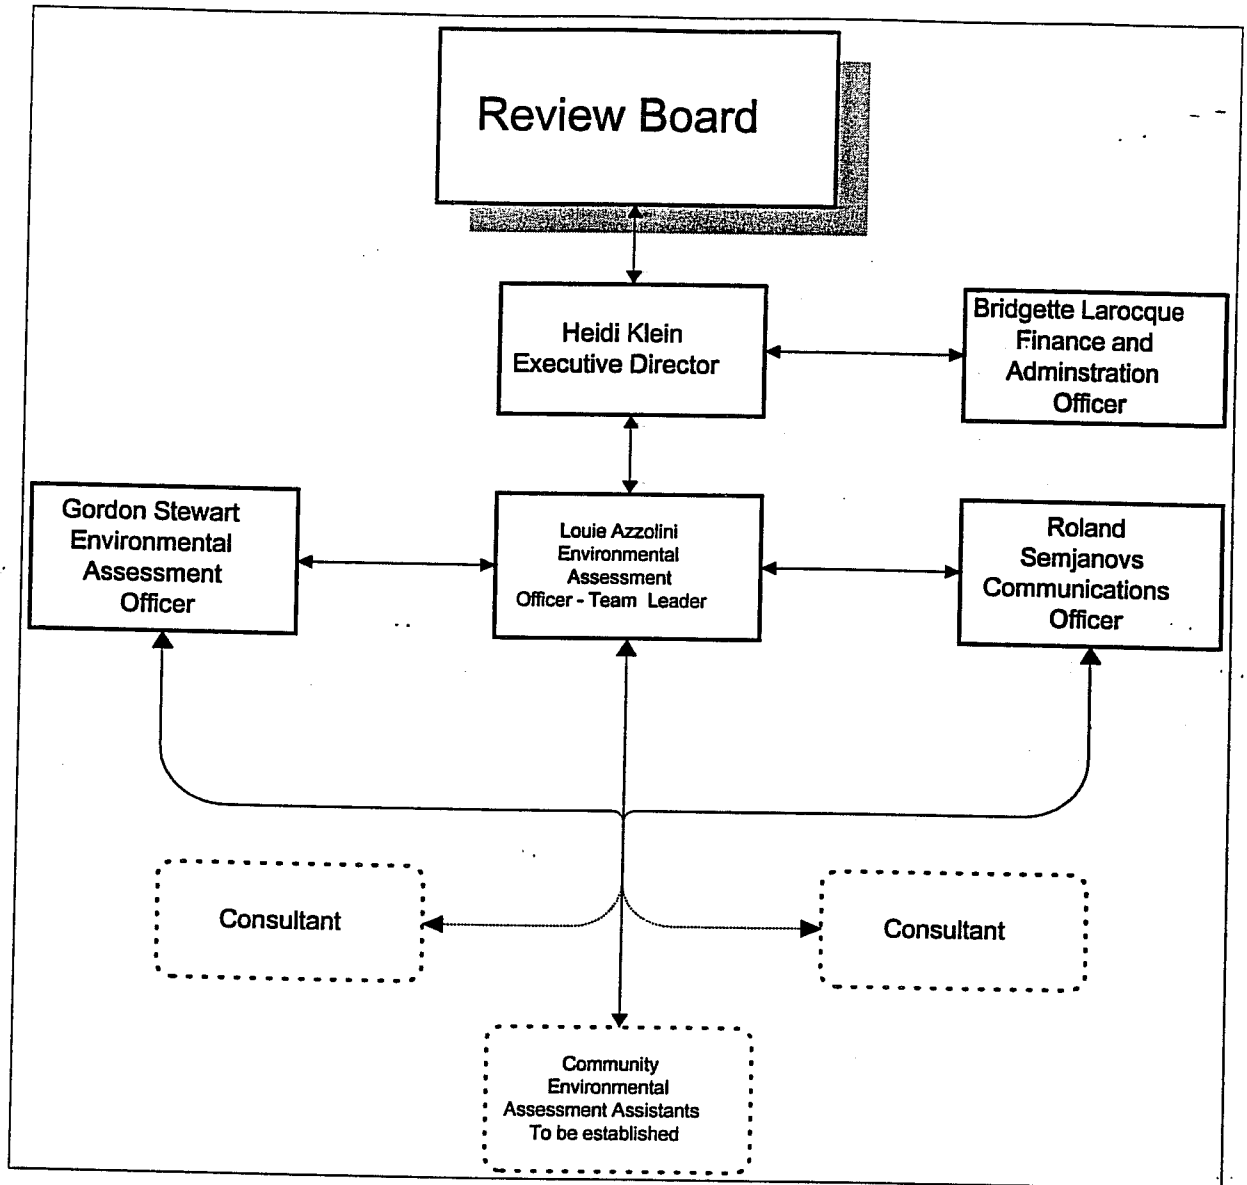 Review Board
Heidi Klein
Executive Director
Bridgette Larocque
Finance and
Adminstration
Officer
Gordon Stewart
Environmental
Assessment
Officer
Louie Azzolini
Environmental
Assessment
Officer - Team Leader
Roland
Semjanovs
Communications
Officer
Consultant
Consultant
Community
Environmental
Assessment Assistants
To be established